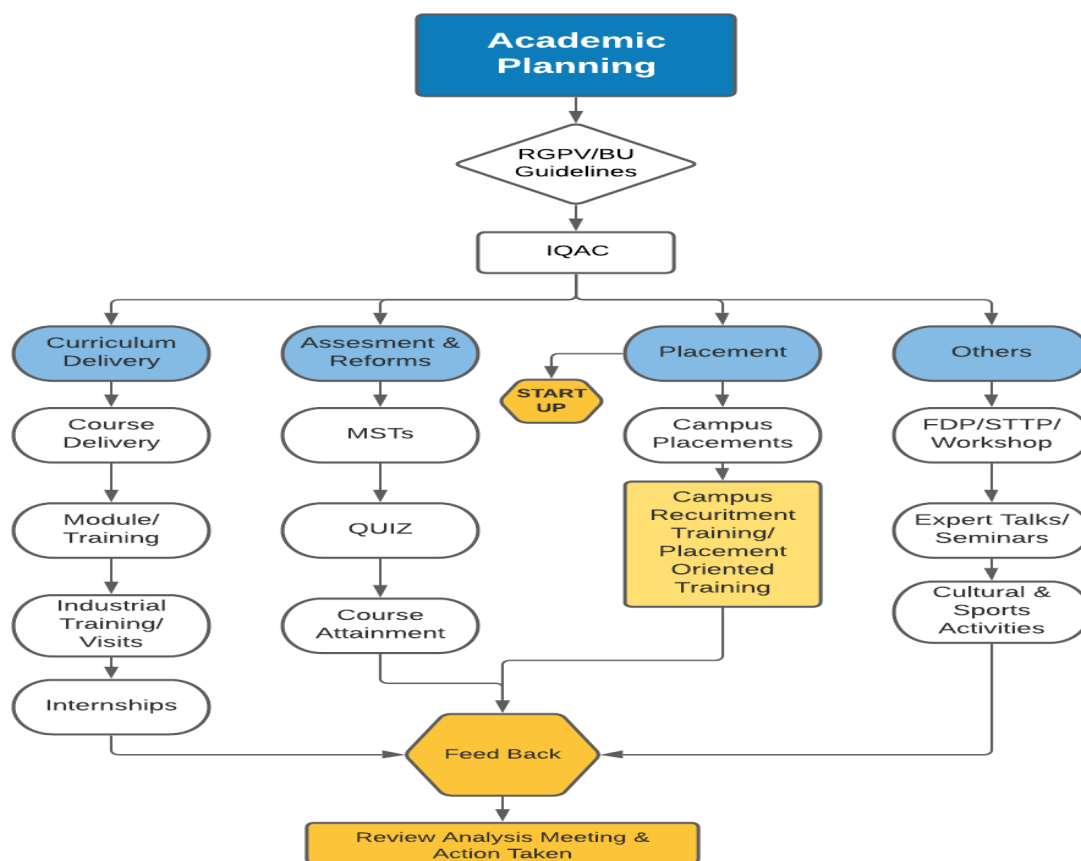 Academic
Planning
RGPV/BU
Guidelines
IQAC
Curriculum
Delivery
Assesment &
Reforms
Placement
Others
START
UP
Course
Delivery
MSTs
Campus
Placements
FDP/STTP/
Workshop
Module/
Training
QUIZ
Campus
Recuritment
Training/
Placement
Oriented
Training
Expert Talks/
Seminars
Industrial
Training/
Visits
Course
Attainment
Cultural &
Sports
Activities
Internships
Feed Back
Review Analysis Meeting &
Action Taken